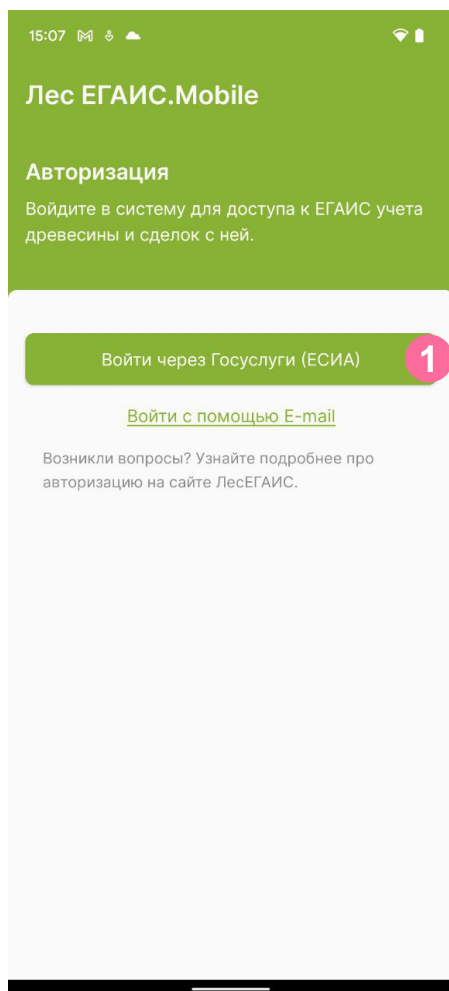 15:07
Лес ЕГАИС.Mobile
Авторизация
Войдите в систему для доступа к ЕГАИС учета
древесины и сделок с ней.
Войти через Госуслуги (ЕСИА)
1
Войти с помощью E-mail
Возникли вопросы? Узнайте подробнее про
авторизацию на сайте ЛесЕГАИС.